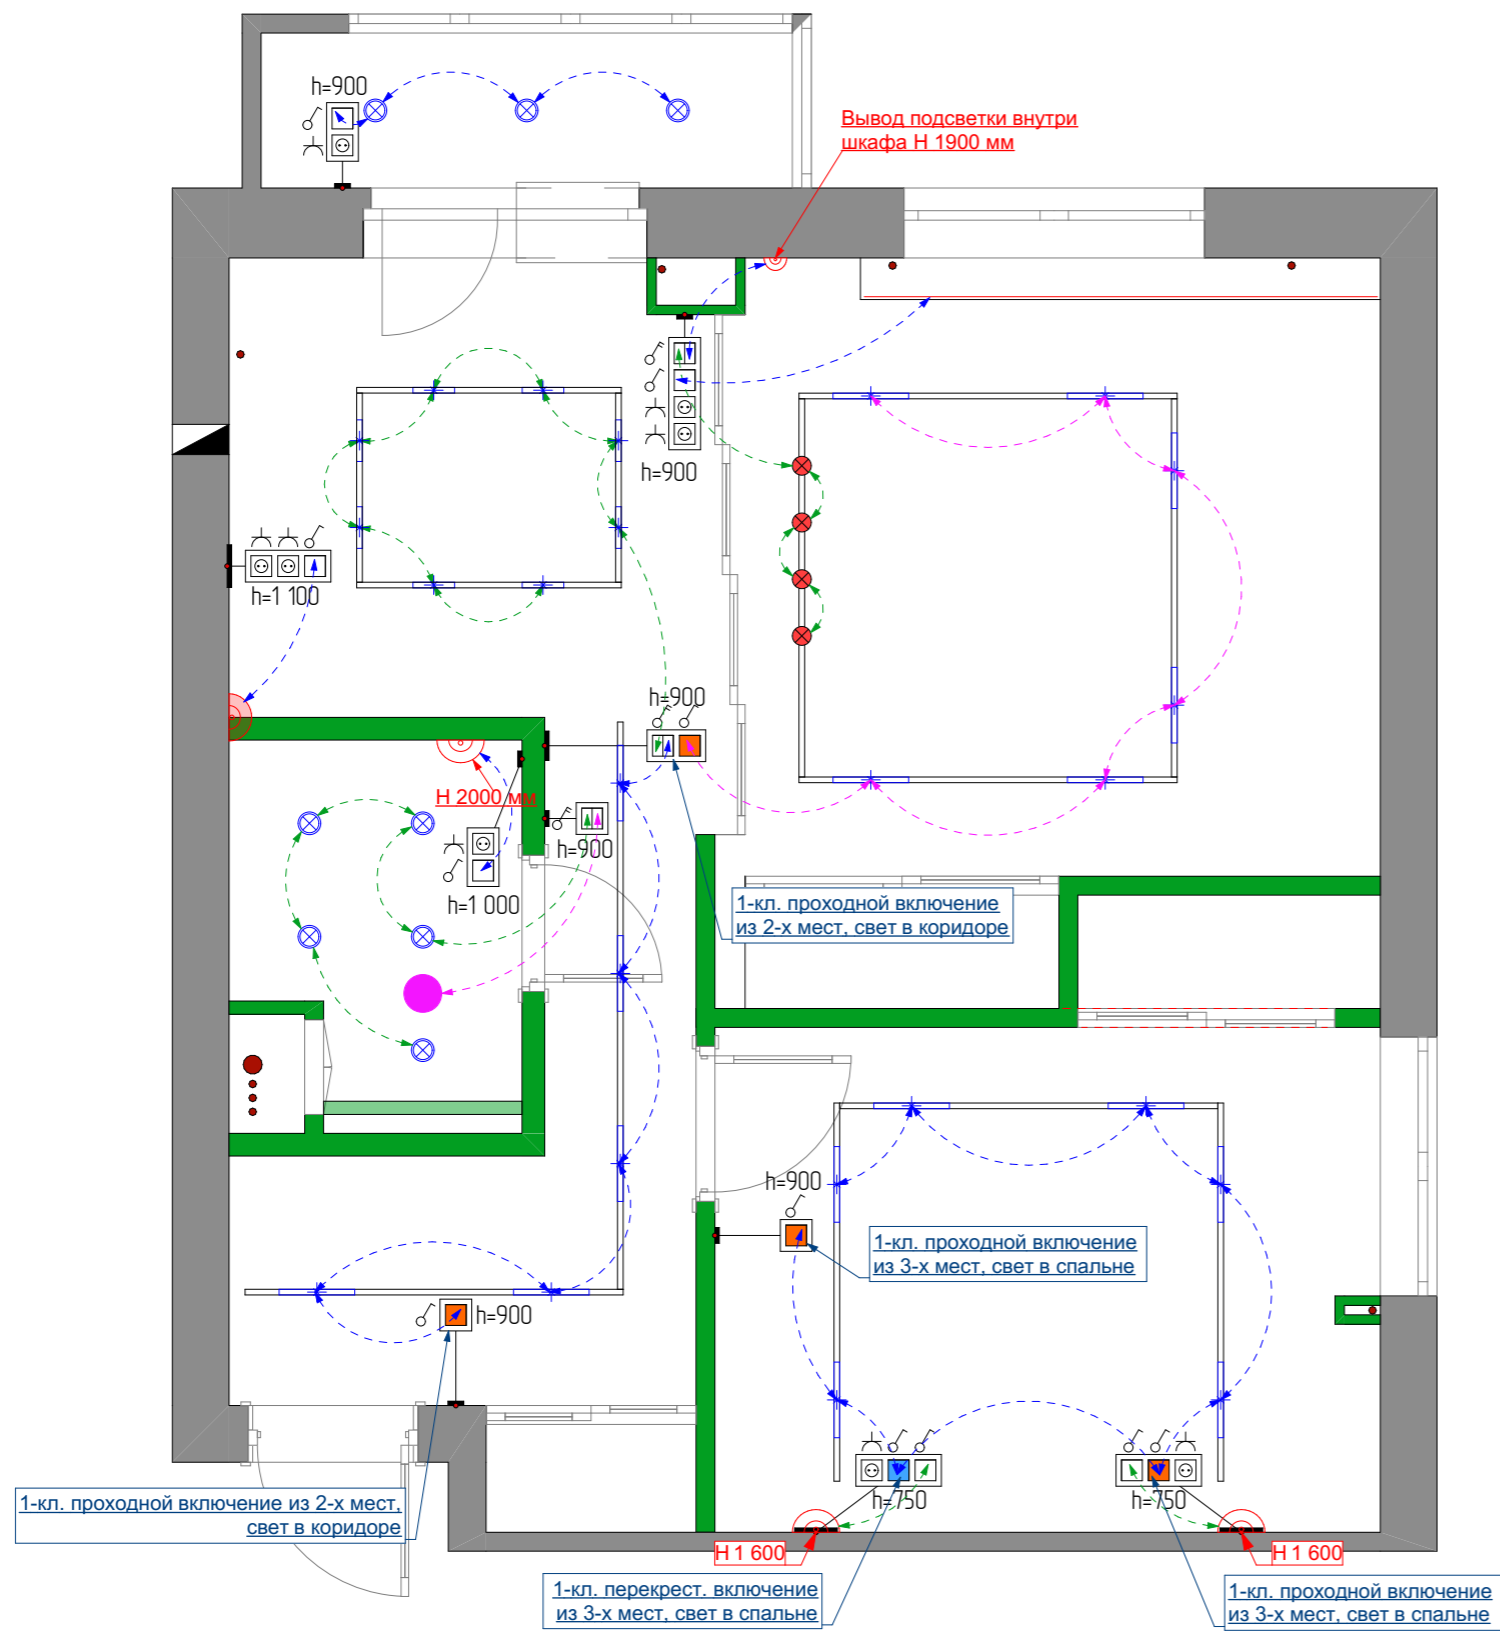 h=900
Вывод подсветки внутри
шкафа Н 1900 мм
h=900
h=1 100
h=900
Н 2000 мм
h=900
h=1 000
1-кл. проходной включение
из 2-х мест, свет в коридоре
h=900
1-кл. проходной включение
из 3-х мест, свет в спальне
h=900
1-кл. проходной включение из 2-х мест,
свет в коридоре
h=750
h=750
Н 1 600
Н 1 600
1-кл. перекрест. включение
из 3-х мест, свет в спальне
1-кл. проходной включение
из 3-х мест, свет в спальне